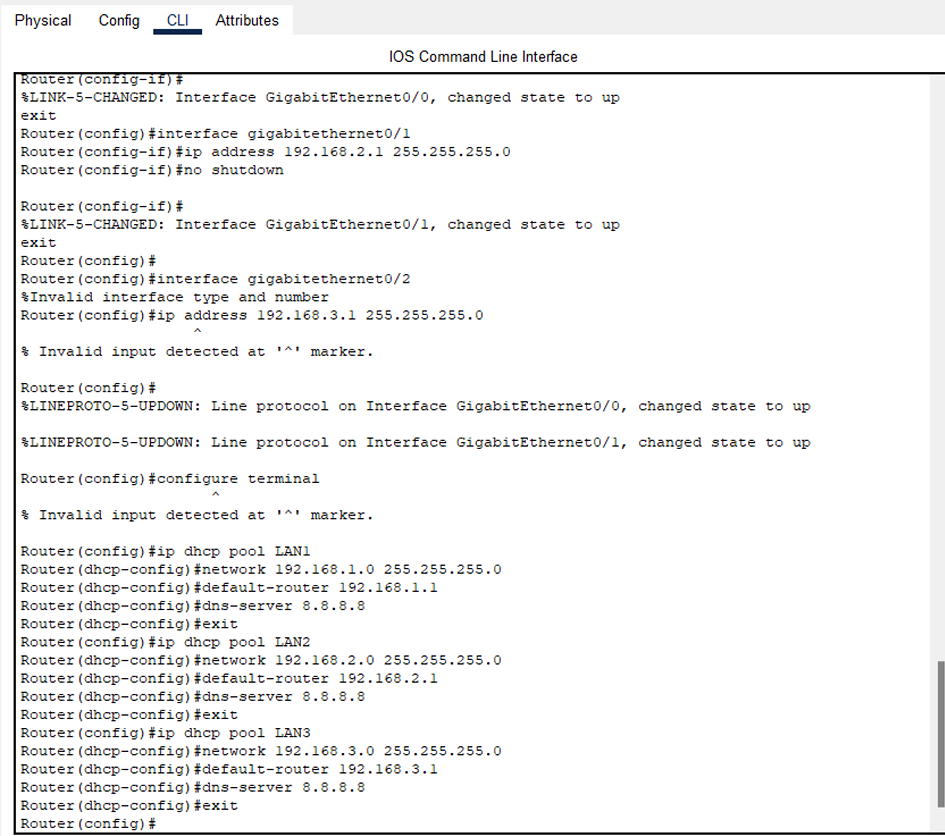 Physical Config CLI Attributes
IOS Command Line Interface
Router(config-if)#
%LINK-5-CHANGED: Interface GigabitEthernet0/0, changed state to up
exit
Router(config)#interface gigabitethernet0/1
Router(config-if)#ip address 192.168.2.1 255.255.255.0
Router(config-if)#no shutdown
Router(config-if)#
%LINK-5-CHANGED: Interface GigabitEthernet0/1, changed state to up
exit
Router(config)#
Router(config)#interface gigabitethernet0/2
%Invalid interface type and number
Router(config)#ip address 192.168.3.1 255.255.255.0
^
% Invalid input detected at '^' marker.
Router(config)#
%LINEPROTO-5-UPDOWN: Line protocol on Interface GigabitEthernet0/0, changed state to up
%LINEPROTO-5-UPDOWN: Line protocol on Interface GigabitEthernet0/1, changed state to up
Router(config)#configure terminal
^
% Invalid input detected at '^' marker.
Router(config)#ip dhcp pool LAN1
Router(dhcp-config)#network 192.168.1.0 255.255.255.0
Router(dhcp-config)#default-router 192.168.1.1
Router(dhcp-config)#dns-server 8.8.8.8
Router(dhcp-config)#exit
Router(config)#ip dhcp pool LAN2
Router(dhcp-config)#network 192.168.2.0 255.255.255.0
Router(dhcp-config)#default-router 192.168.2.1
Router(dhcp-config)#dns-server 8.8.8.8
Router(dhcp-config)#exit
Router(config)#ip dhcp pool LAN3
Router(dhcp-config)#network 192.168.3.0 255.255.255.0
Router(dhcp-config)#default-router 192.168.3.1
Router(dhcp-config)#dns-server 8.8.8.8
Router(dhcp-config)#exit
Router(config)#